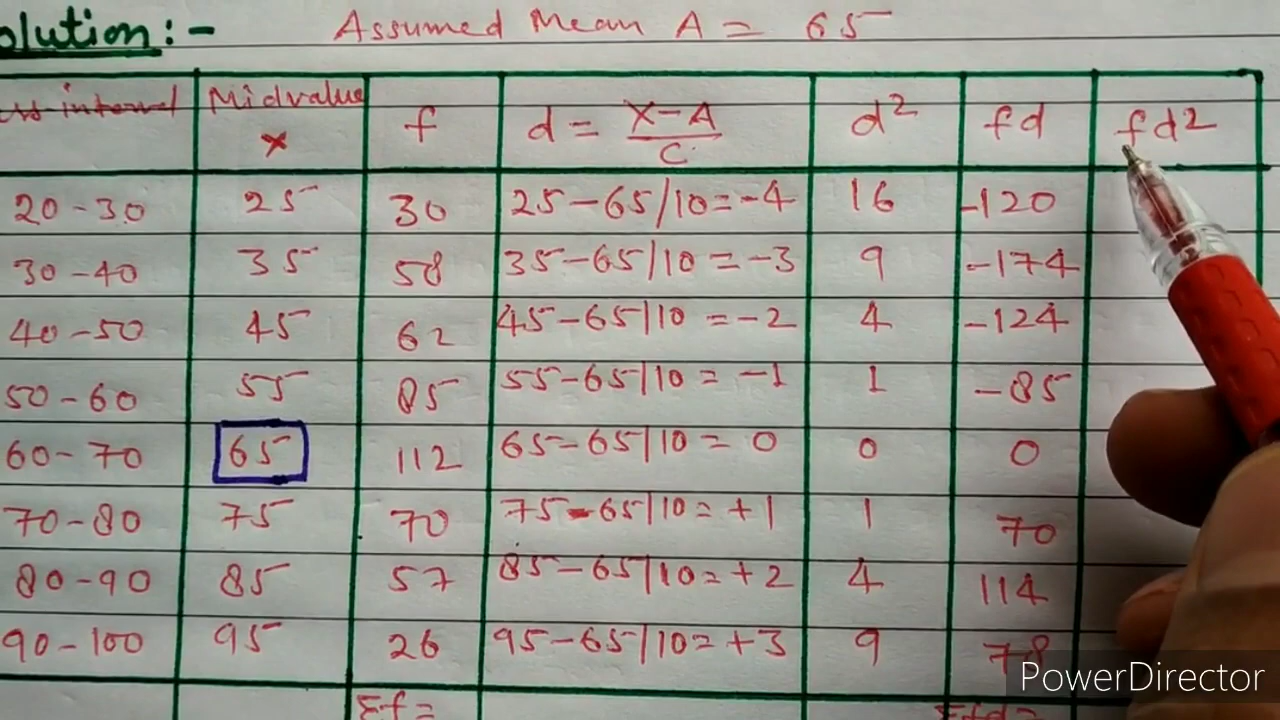 olution:-
Assumed Mean A = 65
Midvalue x f d = X-A/C d2 fd fd2
20-30 25 30 25-65/10=-4 16 -120
30-40 35 58 35-65/10=-3 9 -174
40-50 45 62 45-65/10=-2 4 -124
50-60 55 85 55-65/10=-1 1 -85
60-70 65 112 65-65/10=0 0 0
70-80 75 70 75-65/10=+1 1 70
80-90 85 57 85-65/10=+2 4 114
90-100 95 26 95-65/10=+3 9 78
Σf= Σfd=
PowerDirector